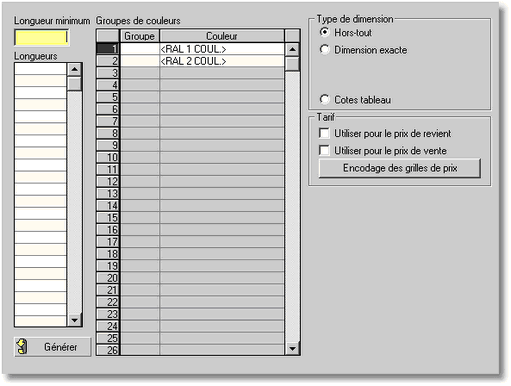 Longueur minimum
Longueurs
Générer
Groupes de couleurs
Groupe Couleur
1 <RAL 1 COUL.>
2 <RAL 2 COUL.>
3
4
5
6
7
8
9
10
11
12
13
14
15
16
17
18
19
20
21
22
23
24
25
26
Type de dimension
Hors-tout
Dimension exacte
Cotes tableau
Tarif
Utiliser pour le prix de revient
Utiliser pour le prix de vente
Encodage des grilles de prix